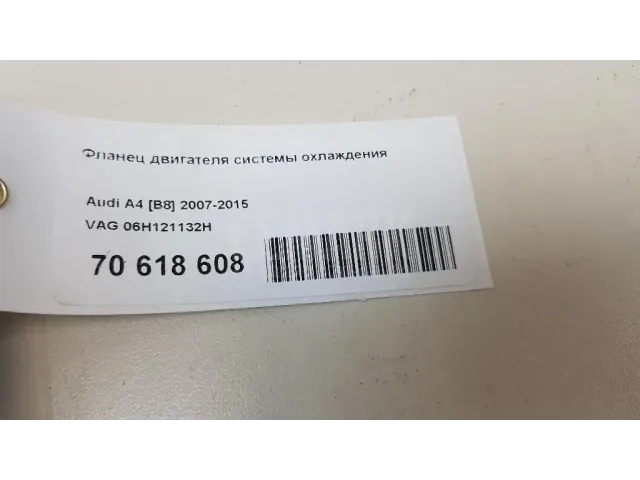 Фланец двигателя системы охлаждения
Audi A4 [B8] 2007-2015
VAG 06H121132H
70 618 608